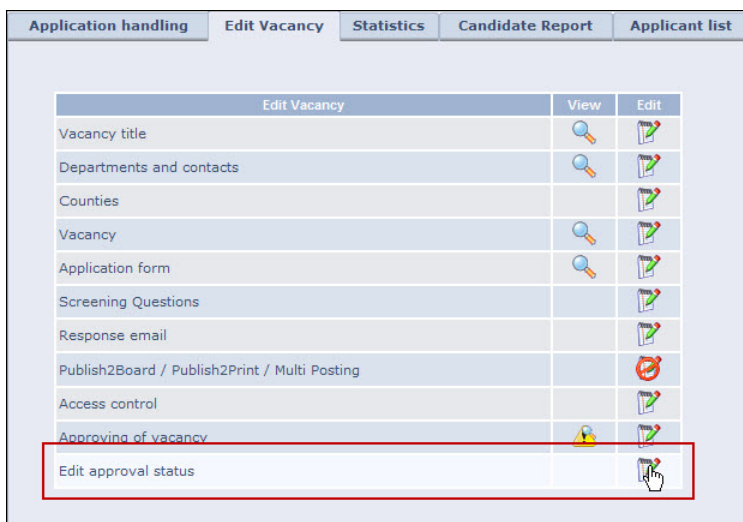 Application handling Edit Vacancy Statistics Candidate Report Applicant list
Edit Vacancy View Edit
Vacancy title
Departments and contacts
Counties
Vacancy
Application form
Screening Questions
Response email
Publish2Board / Publish2Print / Multi Posting
Access control
Approving of vacancy
Edit approval status